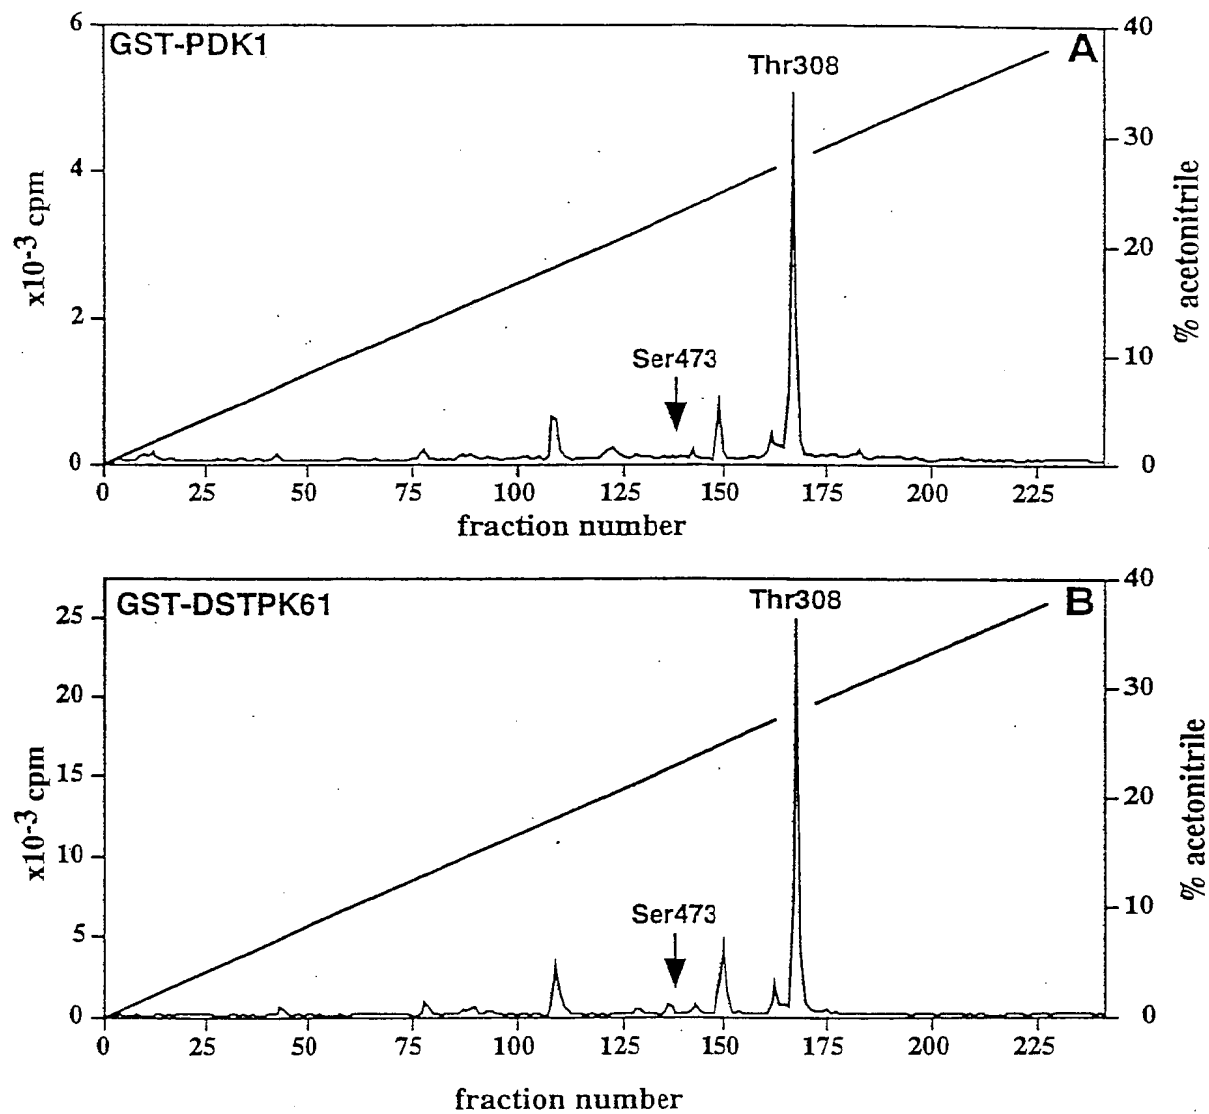 GST-PDK1
A
Thr308
Ser473
x10-3 cpm
6
4
2
0
% acetonitrile
40
30
20
10
0
0 25 50 75 100 125 150 175 200 225
fraction number
GST-DSTPK61
B
Thr308
Ser473
x10-3 cpm
25
20
15
10
5
0
% acetonitrile
40
30
20
10
0
0 25 50 75 100 125 150 175 200 225
fraction number